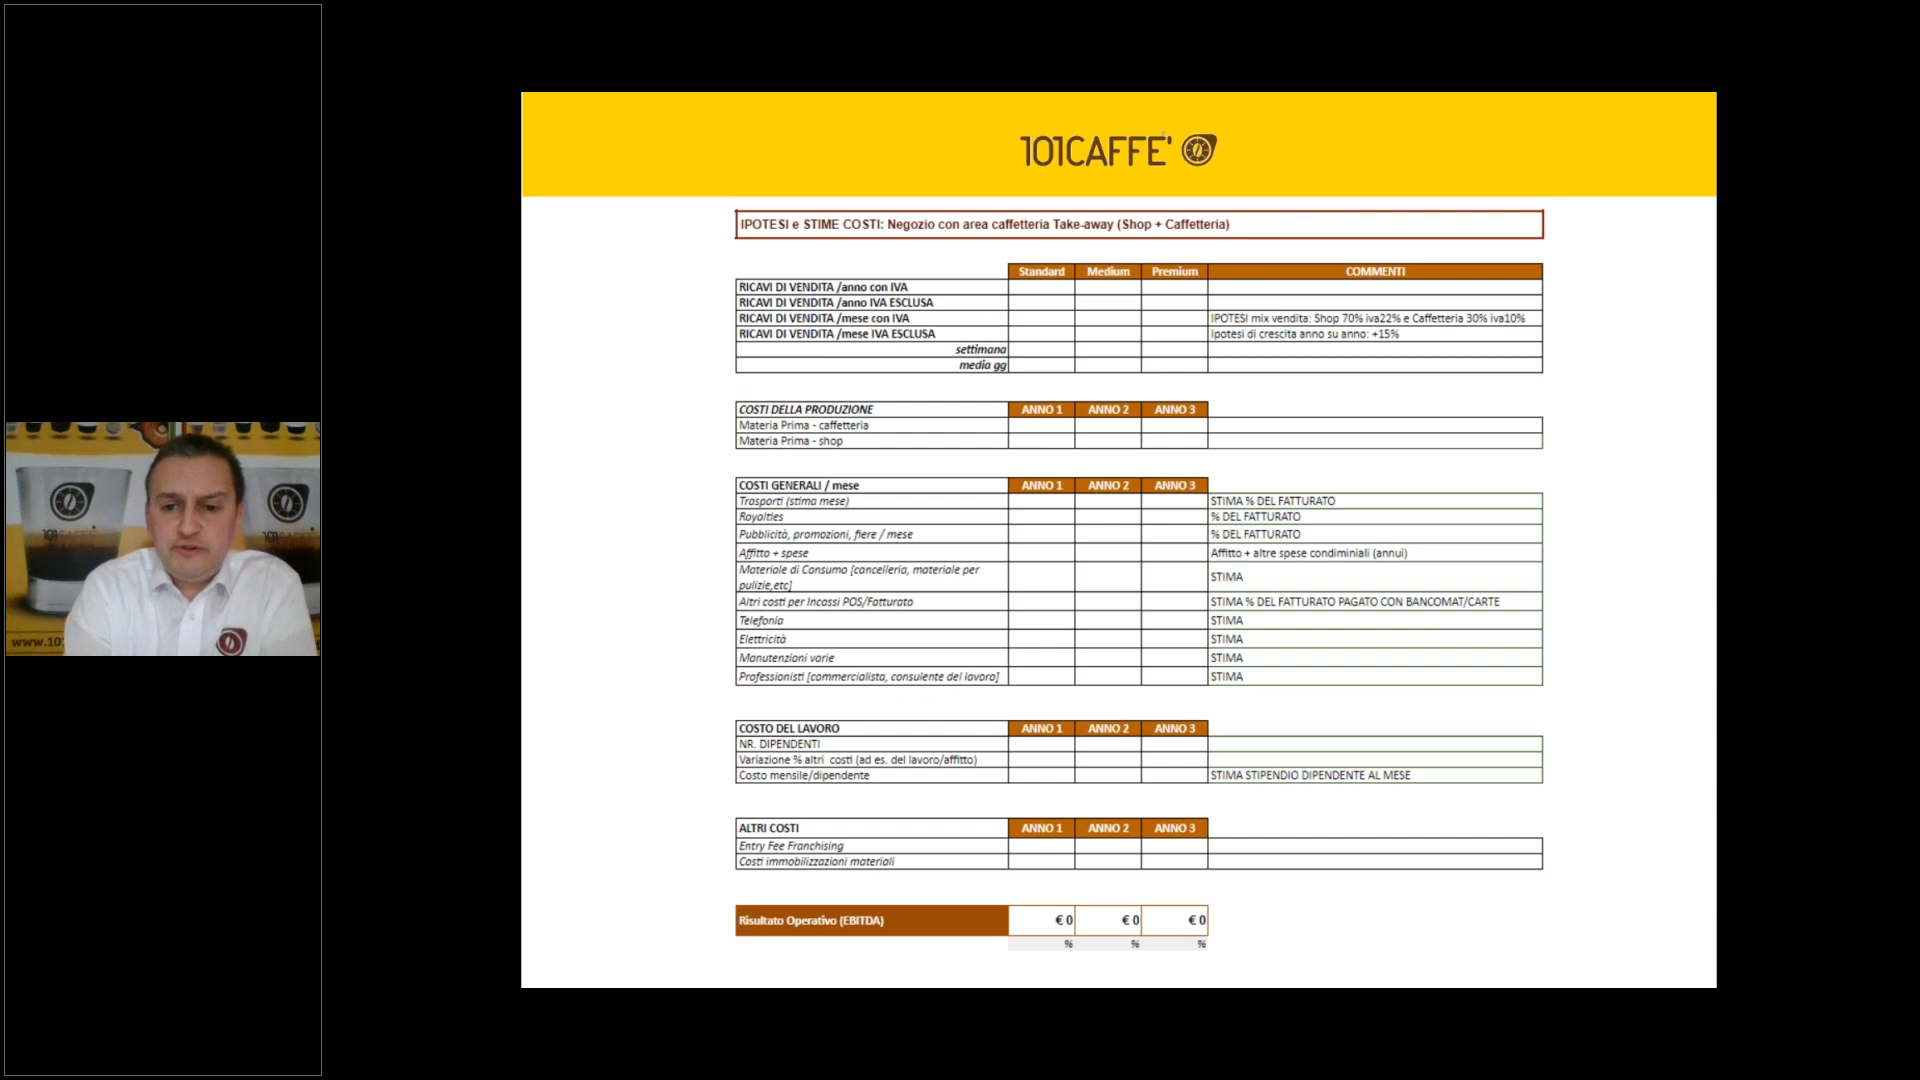 101CAFFE'
IPOTESI e STIME COSTI: Negozio con area caffetteria Take-away (Shop + Caffetteria)
Standard Medium Premium COMMENTI
RICAVI DI VENDITA /anno con IVA
RICAVI DI VENDITA /anno IVA ESCLUSA
RICAVI DI VENDITA /mese con IVA IPOTESI mix vendita: Shop 70% iva22% e Caffetteria 30% iva10%
RICAVI DI VENDITA /mese IVA ESCLUSA Ipotesi di crescita anno su anno: +15%
settimana
media gg
COSTI DELLA PRODUZIONE ANNO 1 ANNO 2 ANNO 3
Materia Prima - caffetteria
Materia Prima - shop
COSTI GENERALI / mese ANNO 1 ANNO 2 ANNO 3
Trasporti (stima mese) STIMA % DEL FATTURATO
Royalties % DEL FATTURATO
Pubblicità, promozioni, fiere / mese % DEL FATTURATO
Affitto + spese Affitto + altre spese condiminiali (annui)
Materiale di Consumo [cancelleria, materiale per
pulizie,etc] STIMA
Altri costi per Incassi POS/Fatturato STIMA % DEL FATTURATO PAGATO CON BANCOMAT/CARTE
Telefonia STIMA
Elettricità STIMA
Manutenzioni varie STIMA
Professionisti [commercialista, consulente del lavoro] STIMA
COSTO DEL LAVORO ANNO 1 ANNO 2 ANNO 3
NR. DIPENDENTI
Variazione % altri costi (ad es. del lavoro/affitto)
Costo mensile/dipendente STIMA STIPENDIO DIPENDENTE AL MESE
ALTRI COSTI ANNO 1 ANNO 2 ANNO 3
Entry Fee Franchising
Costi immobilizzazioni materiali
Risultato Operativo (EBITDA) € 0 € 0 € 0
% % %
101CAFFE'
www.10